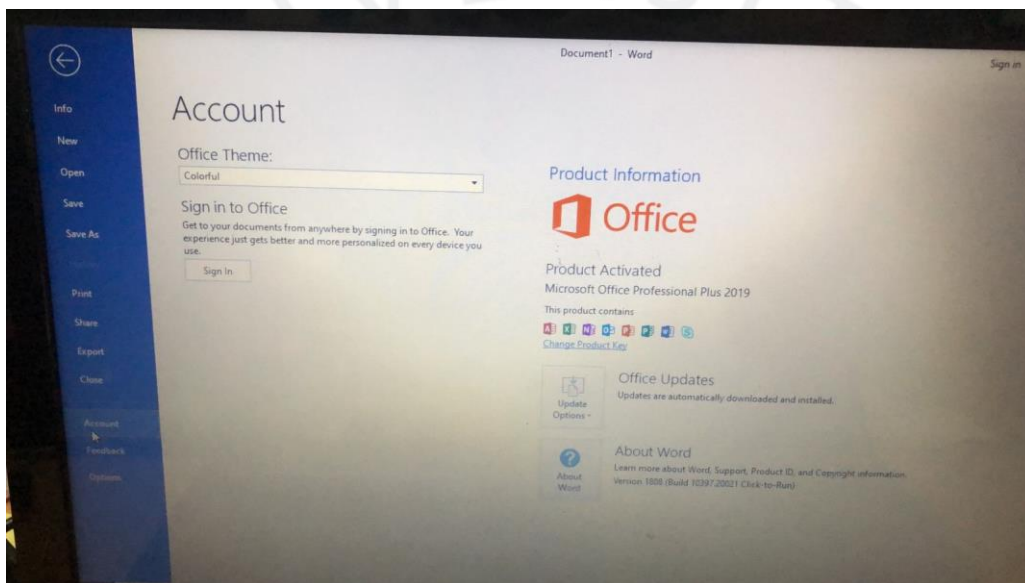 Document1 - Word
Sign in
Info
New
Open
Save
Save As
Print
Share
Export
Close
Account
Feedback
Options
Account
Office Theme:
Colorful
Sign in to Office
Get to your documents from anywhere by signing in to Office. Your
experience just gets better and more personalized on every device you
use.
Sign In
Product Information
Office
Product Activated
Microsoft Office Professional Plus 2019
This product contains
Change Product Key
Update
Options
Office Updates
Updates are automatically downloaded and installed.
About
Word
About Word
Learn more about Word, Support, Product ID, and Copyright information.
Version 1808 (Build 10397.20021 Click-to-Run)